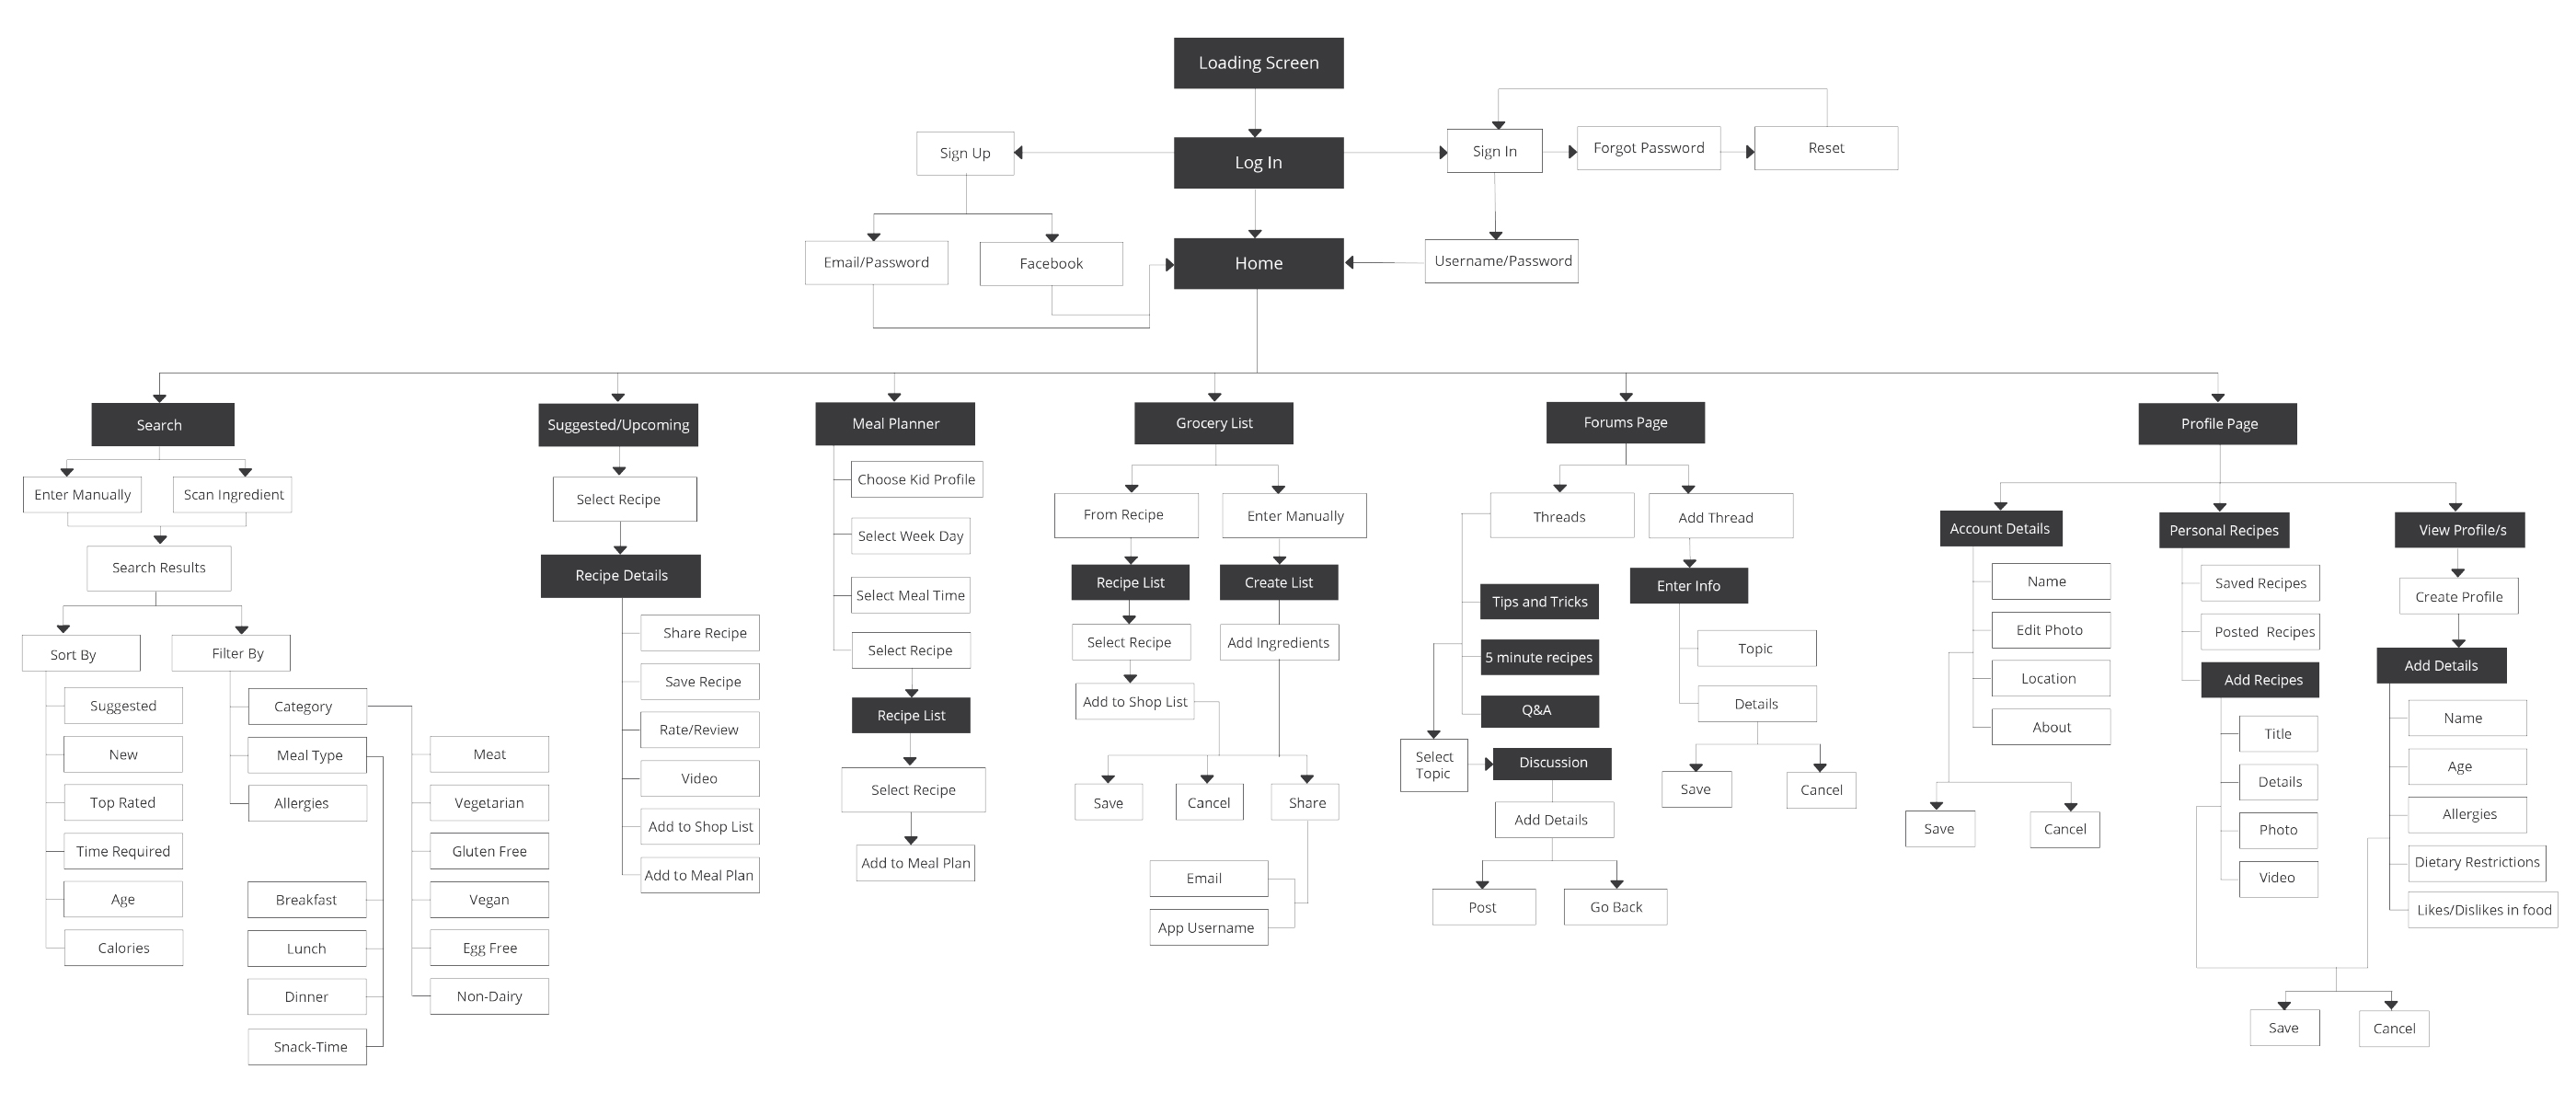 Loading Screen
Sign Up
Log In
Sign In
Forgot Password
Reset
Email/Password
Facebook
Home
Username/Password
Search
Enter Manually
Scan Ingredient
Search Results
Sort By
Filter By
Suggested
New
Top Rated
Time Required
Age
Calories
Category
Meal Type
Allergies
Breakfast
Lunch
Dinner
Snack-Time
Meat
Vegetarian
Gluten Free
Vegan
Egg Free
Non-Dairy
Suggested/Upcoming
Select Recipe
Recipe Details
Share Recipe
Save Recipe
Rate/Review
Video
Add to Shop List
Add to Meal Plan
Meal Planner
Choose Kid Profile
Select Week Day
Select Meal Time
Select Recipe
Recipe List
Select Recipe
Add to Meal Plan
Grocery List
From Recipe
Enter Manually
Recipe List
Create List
Select Recipe
Add Ingredients
Add to Shop List
Save
Cancel
Share
Email
App Username
Forums Page
Threads
Add Thread
Tips and Tricks
5 minute recipes
Q&A
Select
Topic
Discussion
Add Details
Post
Go Back
Enter Info
Topic
Details
Save
Cancel
Profile Page
Account Details
Name
Edit Photo
Location
About
Save
Cancel
Personal Recipes
Saved Recipes
Posted Recipes
Add Recipes
Title
Details
Photo
Video
View Profile/s
Create Profile
Add Details
Name
Age
Allergies
Dietary Restrictions
Likes/Dislikes in food
Save
Cancel